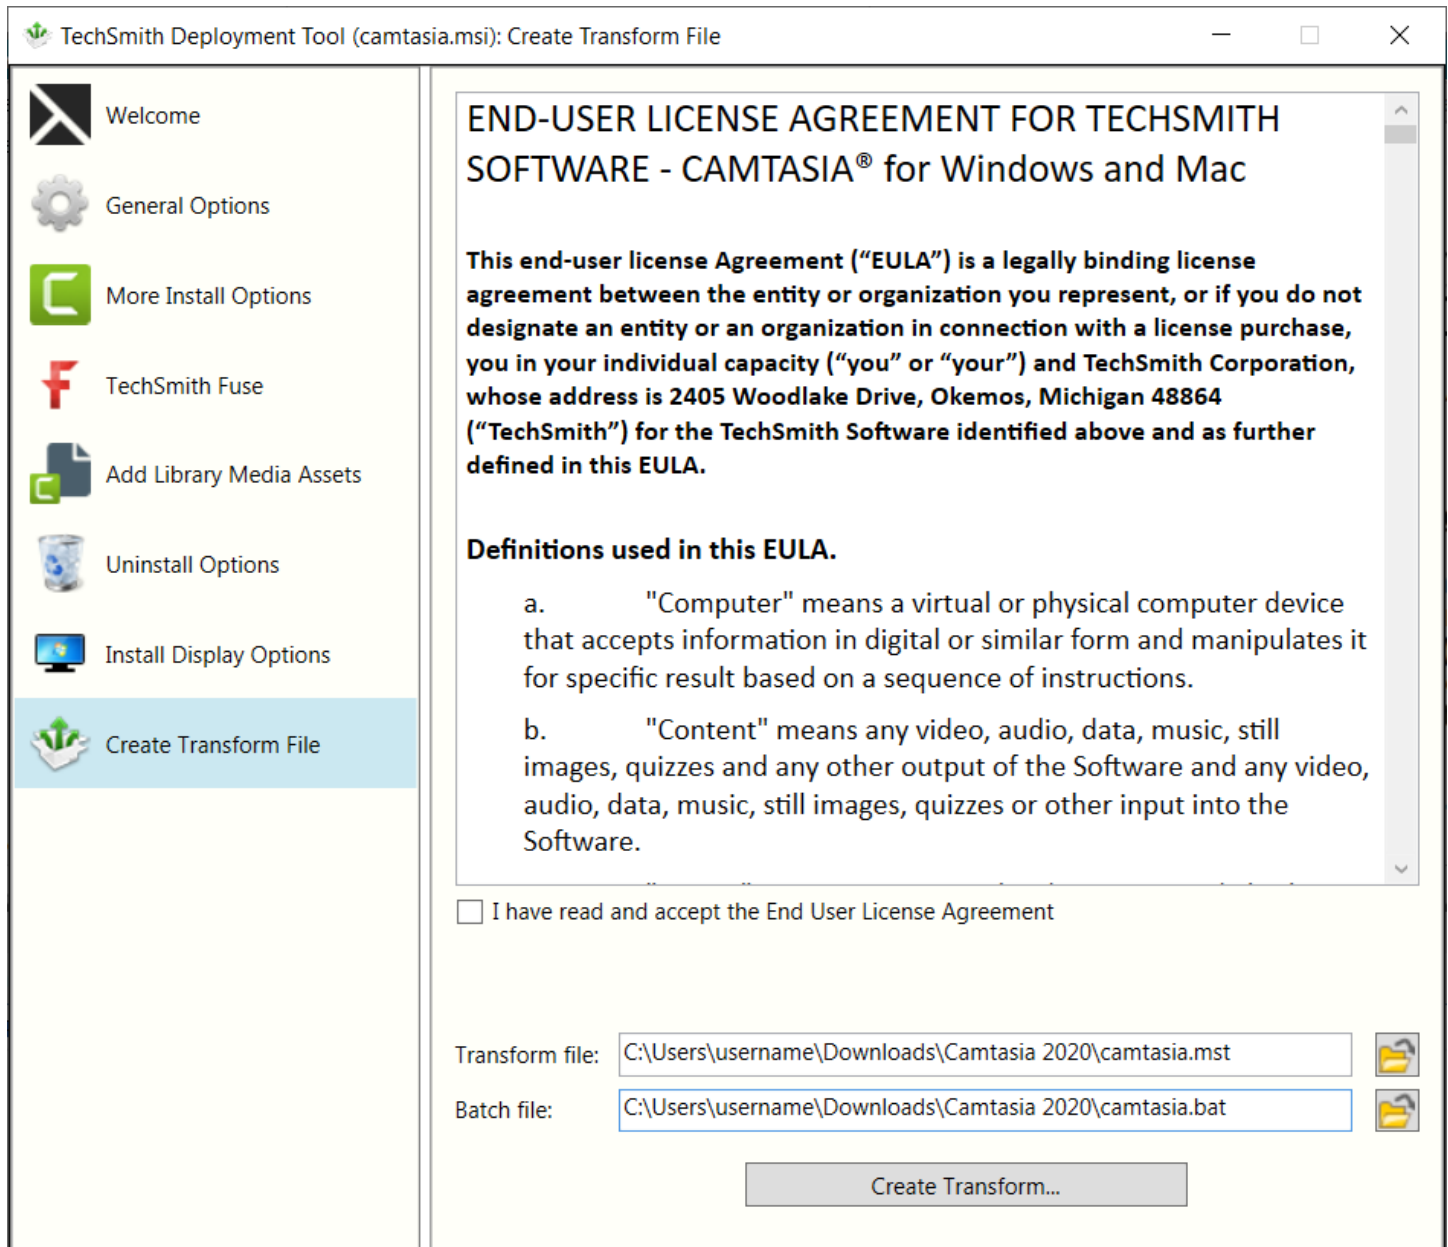 TechSmith Deployment Tool (camtasia.msi): Create Transform File
Welcome
General Options
More Install Options
TechSmith Fuse
Add Library Media Assets
Uninstall Options
Install Display Options
Create Transform File
END-USER LICENSE AGREEMENT FOR TECHSMITH
SOFTWARE - CAMTASIA® for Windows and Mac
This end-user license Agreement (“EULA”) is a legally binding license
agreement between the entity or organization you represent, or if you do not
designate an entity or an organization in connection with a license purchase,
you in your individual capacity (“you” or “your”) and TechSmith Corporation,
whose address is 2405 Woodlake Drive, Okemos, Michigan 48864
(“TechSmith”) for the TechSmith Software identified above and as further
defined in this EULA.
Definitions used in this EULA.
a. "Computer" means a virtual or physical computer device
that accepts information in digital or similar form and manipulates it
for specific result based on a sequence of instructions.
b. "Content" means any video, audio, data, music, still
images, quizzes and any other output of the Software and any video,
audio, data, music, still images, quizzes or other input into the
Software.
I have read and accept the End User License Agreement
Transform file: C:\Users\username\Downloads\Camtasia 2020\camtasia.mst
Batch file: C:\Users\username\Downloads\Camtasia 2020\camtasia.bat
Create Transform...